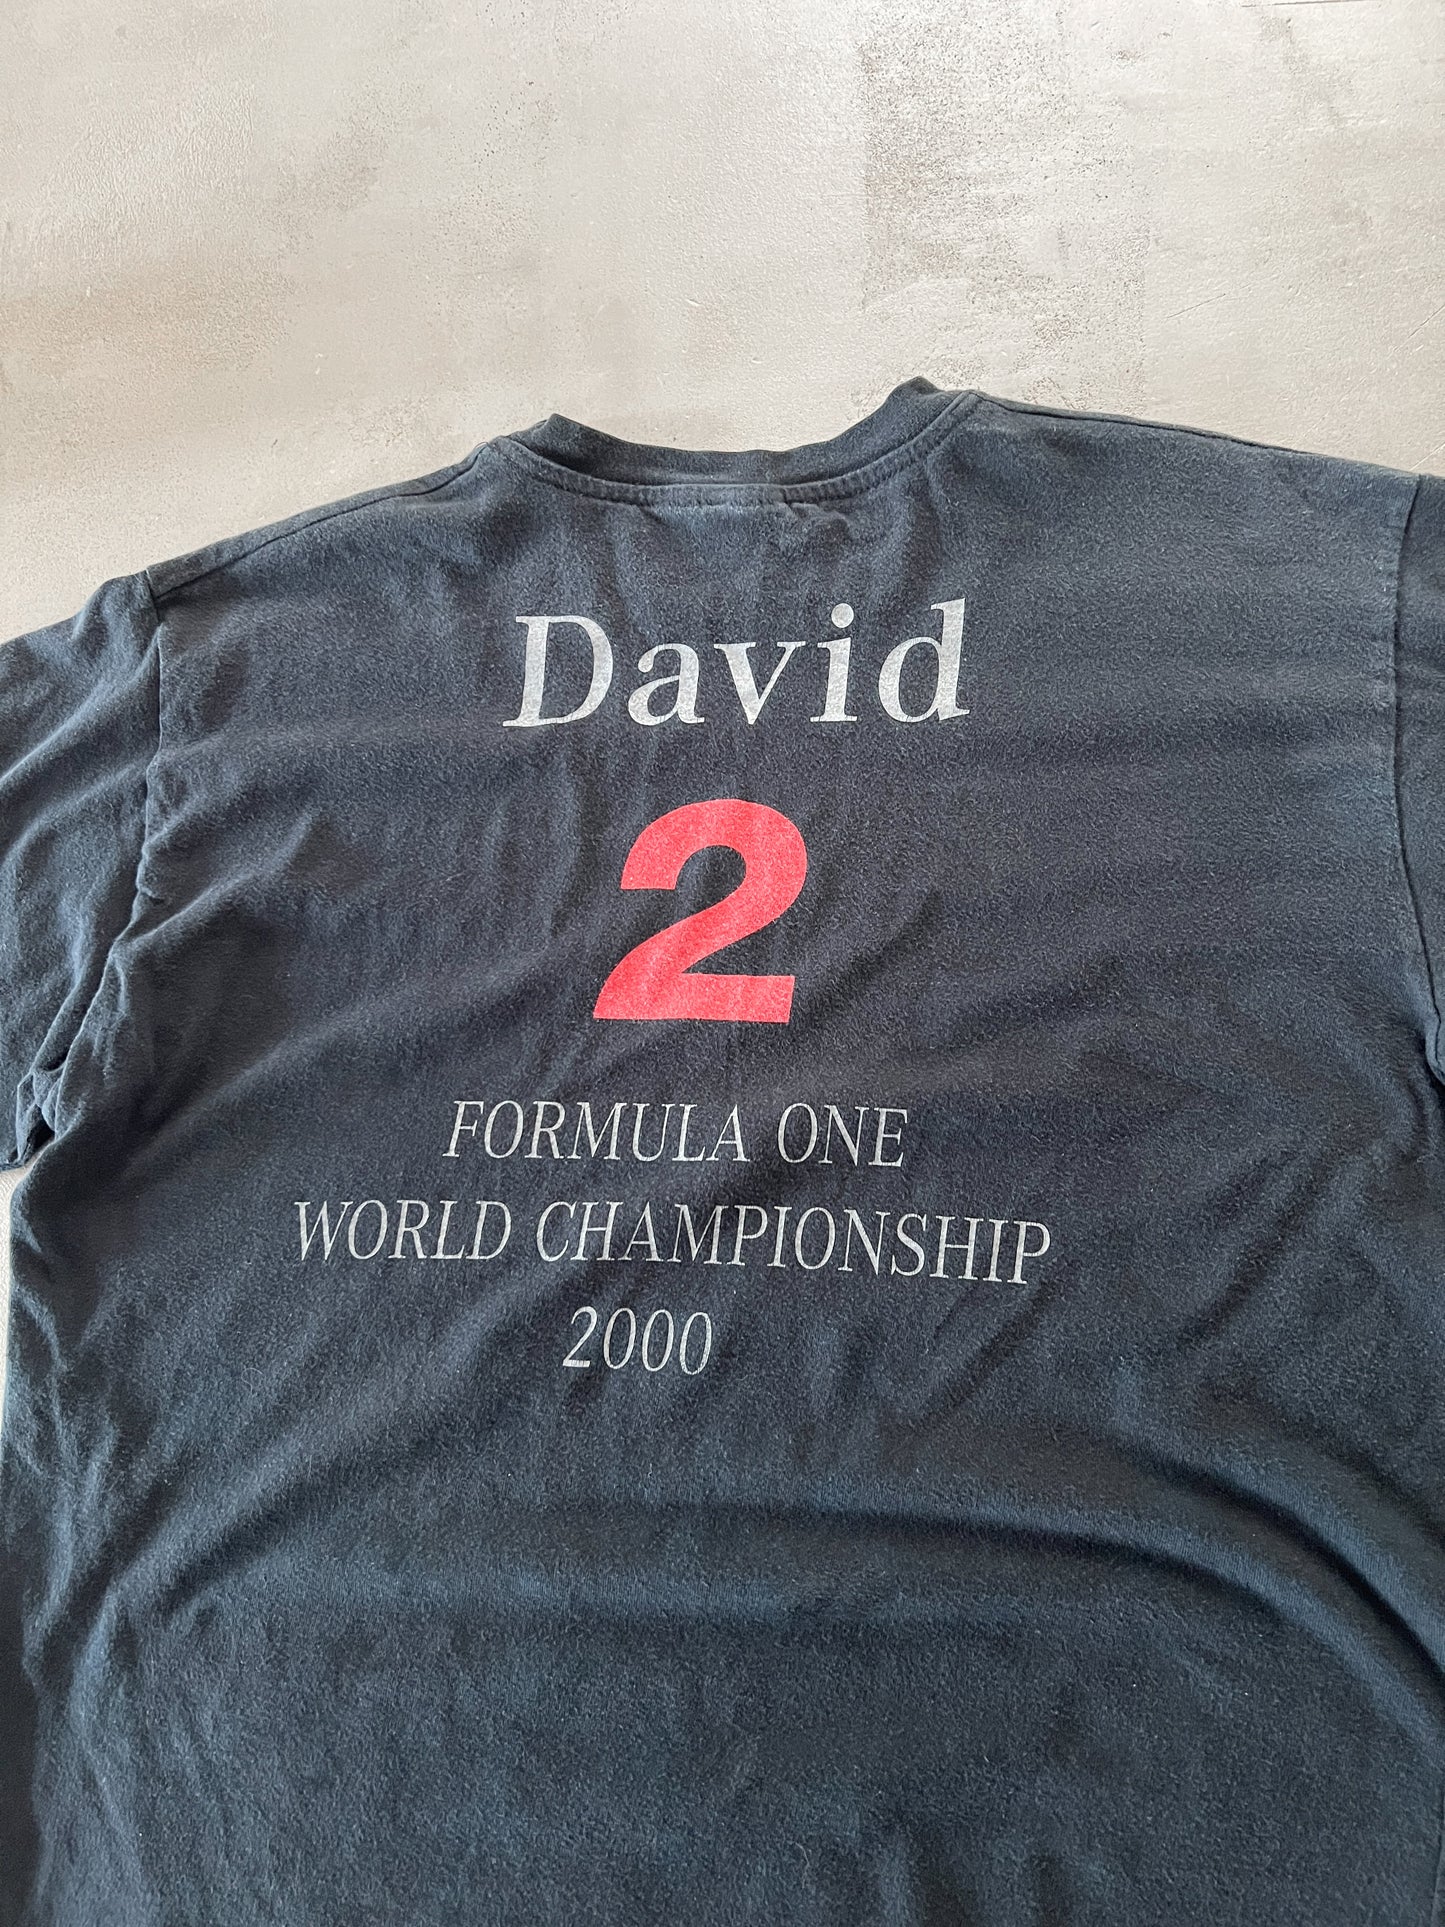 David
2
FORMULA ONE
WORLD CHAMPIONSHIP
2000